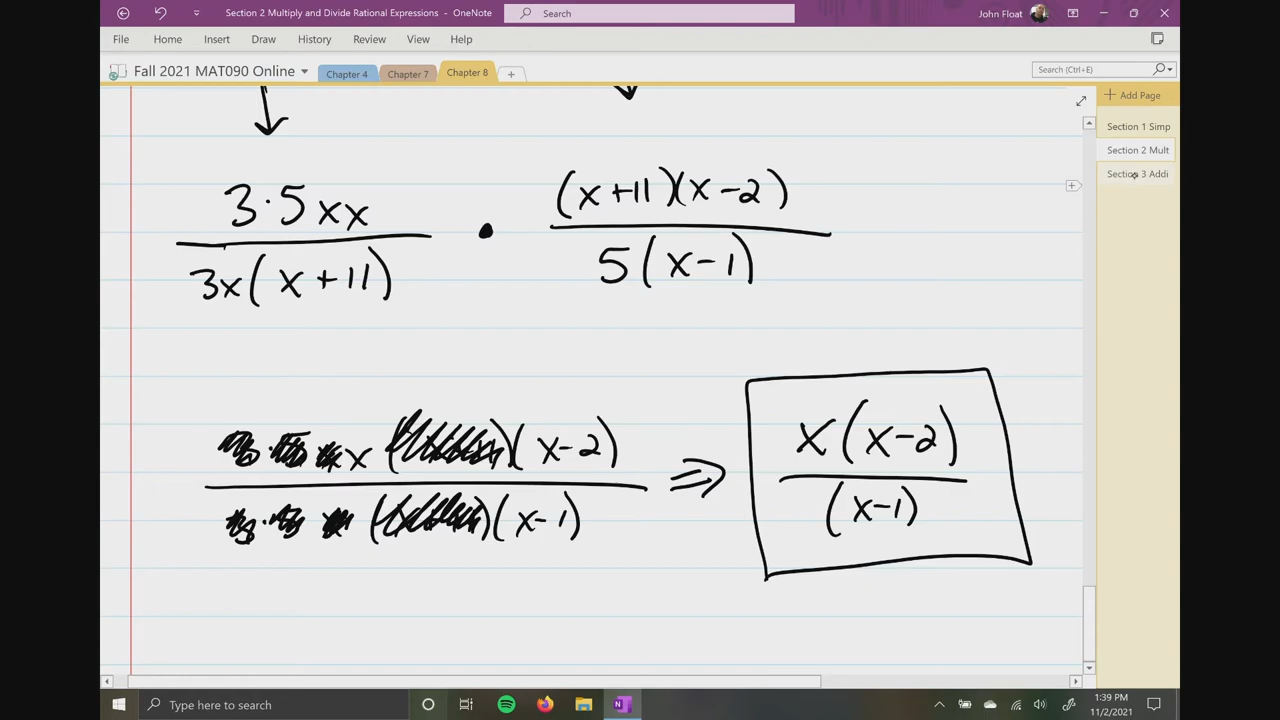 Section 2 Multiply and Divide Rational Expressions - OneNote
Search
John Float
File Home Insert Draw History Review View Help
Fall 2021 MAT090 Online
Chapter 4 Chapter 7 Chapter 8 +
Search (Ctrl+E)
Add Page
Section 1 Simp
Section 2 Mult
Section 3 Addi
3·5xx
3x(x+11)
•
(x+11)(x-2)
5(x-1)
x (x-2)
(x-1)
⇒
x(x-2)
(x-1)
Type here to search
1:39 PM
11/2/2021